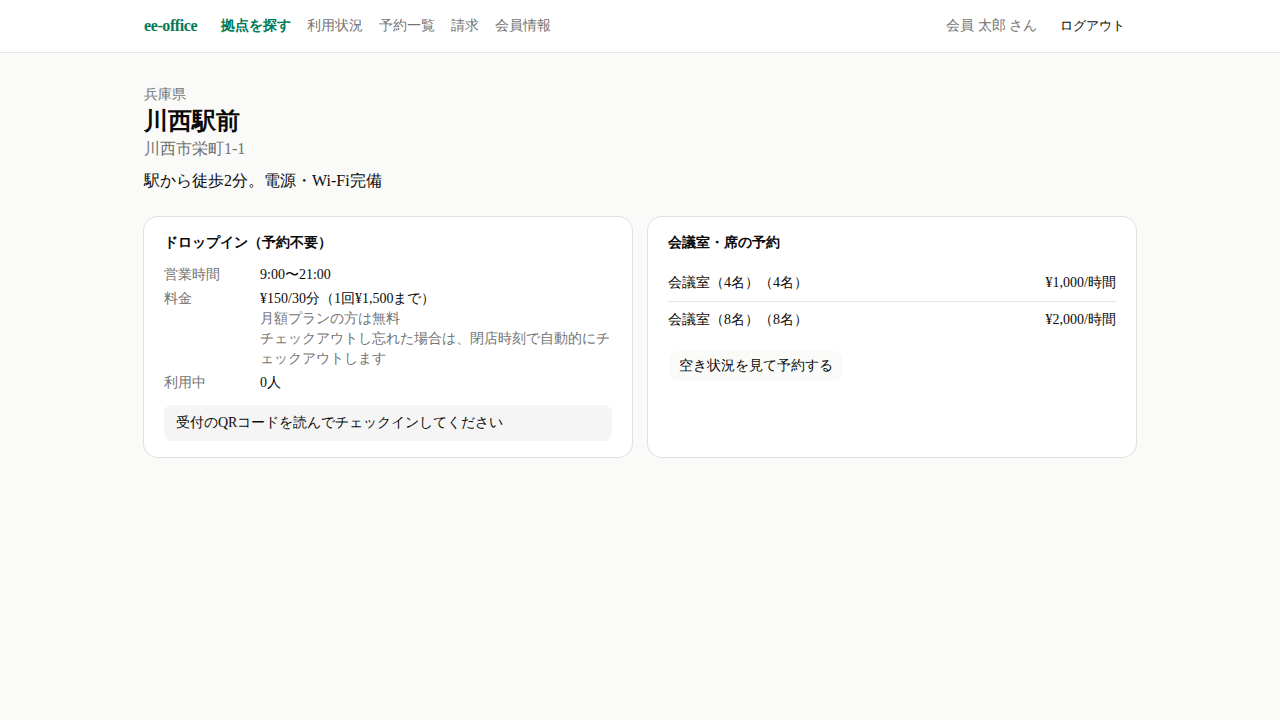 ee-office 拠点を探す 利用状況 予約一覧 請求 会員情報 会員 太郎 さん ログアウト
兵庫県
川西駅前
川西市栄町1-1
駅から徒歩2分。電源・Wi-Fi完備
ドロップイン（予約不要）
営業時間 9:00〜21:00
料金 ¥150/30分（1回¥1,500まで）
月額プランの方は無料
チェックアウトし忘れた場合は、閉店時刻で自動的にチ
ェックアウトします
利用中 0人
受付のQRコードを読んでチェックインしてください
会議室・席の予約
会議室（4名）（4名） ¥1,000/時間
会議室（8名）（8名） ¥2,000/時間
空き状況を見て予約する